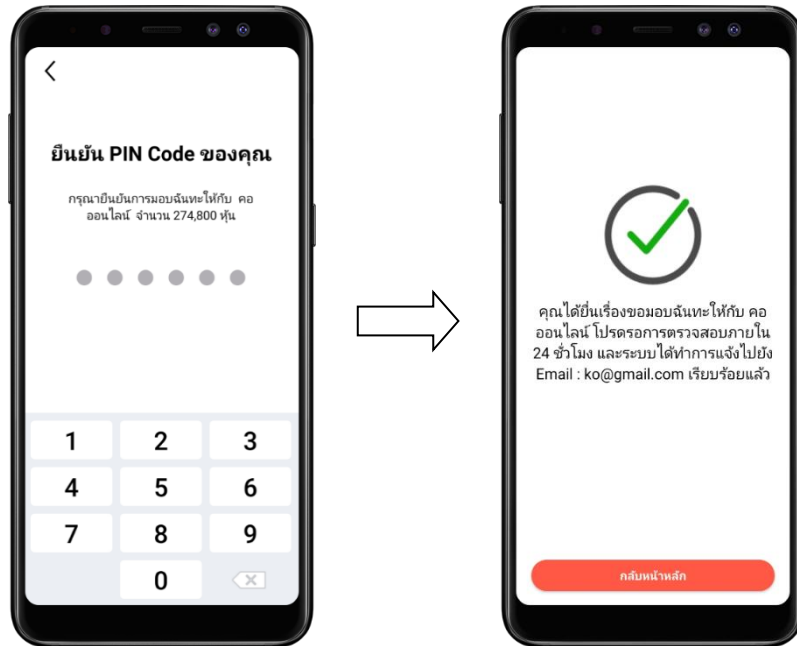 ยืนยัน PIN Code ของคุณ
กรุณายืนยันการมอบฉันทะให้กับ คอ
ออนไลน์ จำนวน 274,800 หุ้น
1 2 3
4 5 6
7 8 9
0
คุณได้ยื่นเรื่องขอมอบฉันทะให้กับ คอ
ออนไลน์ โปรดรอการตรวจสอบภายใน
24 ชั่วโมง และระบบได้ทำการแจ้งไปยัง
Email : ko@gmail.com เรียบร้อยแล้ว
กลับหน้าหลัก